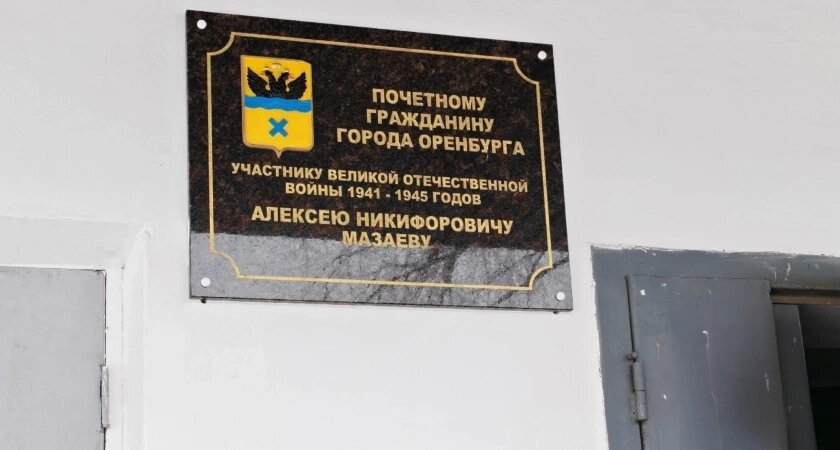 ПОЧЕТНОМУ
ГРАЖДАНИНУ
ГОРОДА ОРЕНБУРГА
УЧАСТНИКУ ВЕЛИКОЙ ОТЕЧЕСТВЕННОЙ
ВОЙНЫ 1941 - 1945 ГОДОВ
АЛЕКСЕЮ НИКИФОРОВИЧУ
МАЗАЕВУ